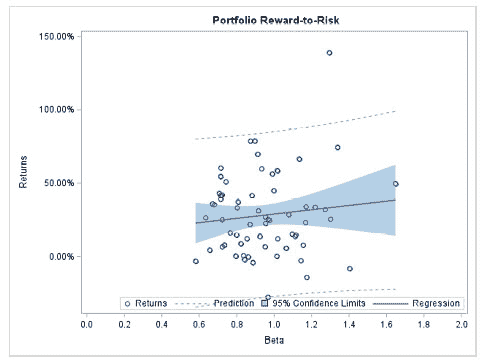 Portfolio Reward-to-Risk
150.00%
100.00%
50.00%
0.00%
Returns
Returns Prediction 95% Confidence Limits Regression
0.0 0.2 0.4 0.6 0.8 1.0 1.2 1.4 1.6 1.8 2.0
Beta